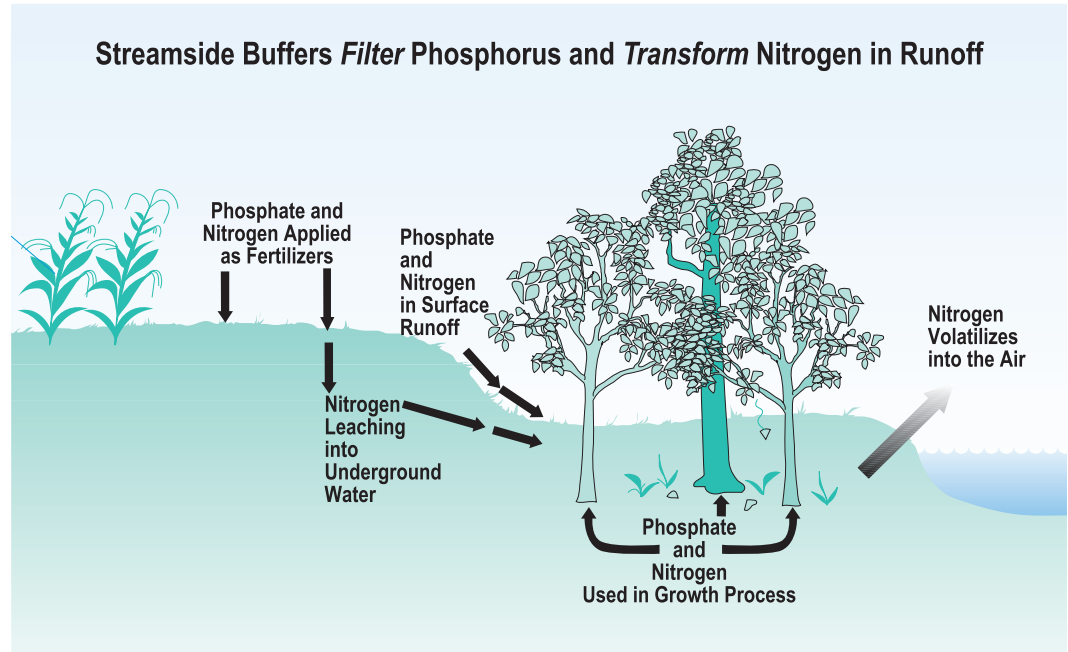 Streamside Buffers Filter Phosphorus and Transform Nitrogen in Runoff
Phosphate and
Nitrogen Applied
as Fertilizers
Phosphate
and
Nitrogen
in Surface
Runoff
Nitrogen
Volatilizes
into the Air
Nitrogen
Leaching
into
Underground
Water
Phosphate
and
Nitrogen
Used in Growth Process